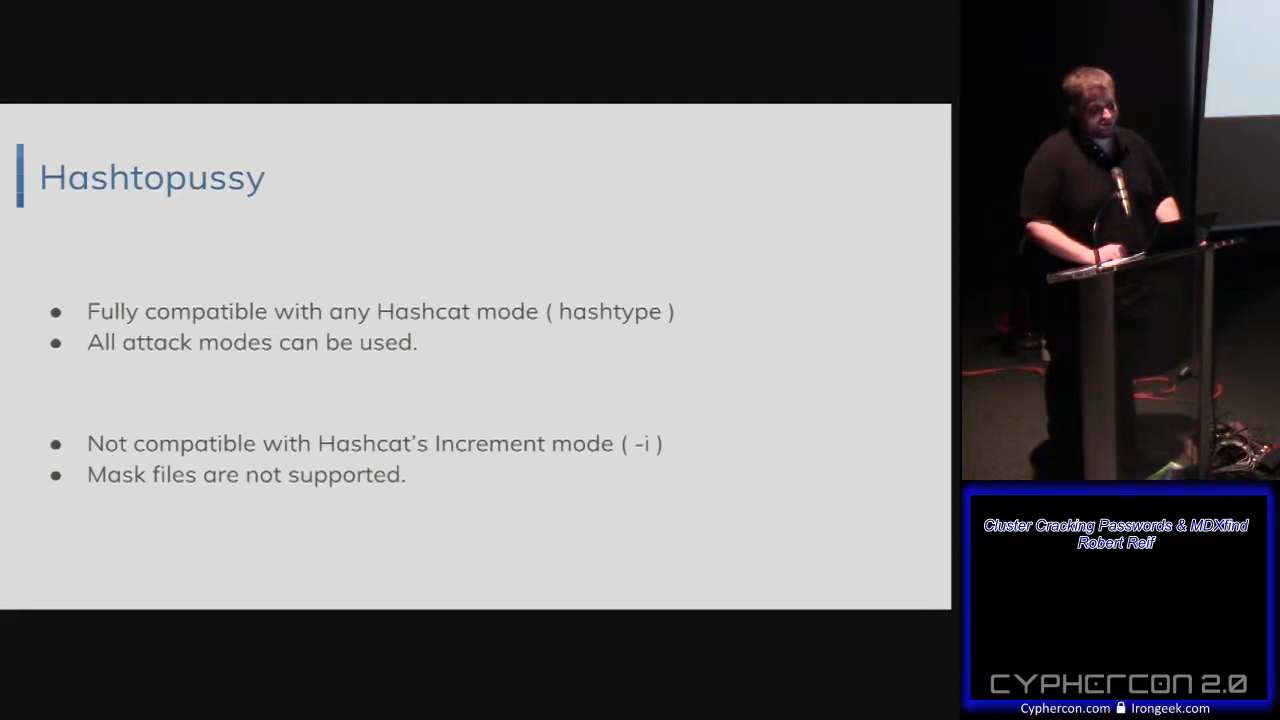 Hashtopussy
● Fully compatible with any Hashcat mode ( hashtype )
● All attack modes can be used.
● Not compatible with Hashcat's Increment mode ( -i )
● Mask files are not supported.
Cluster Cracking Passwords & MDXfind
Robert Reif
CYPHERCON 2.0
Cyphercon.com Irongeek.com